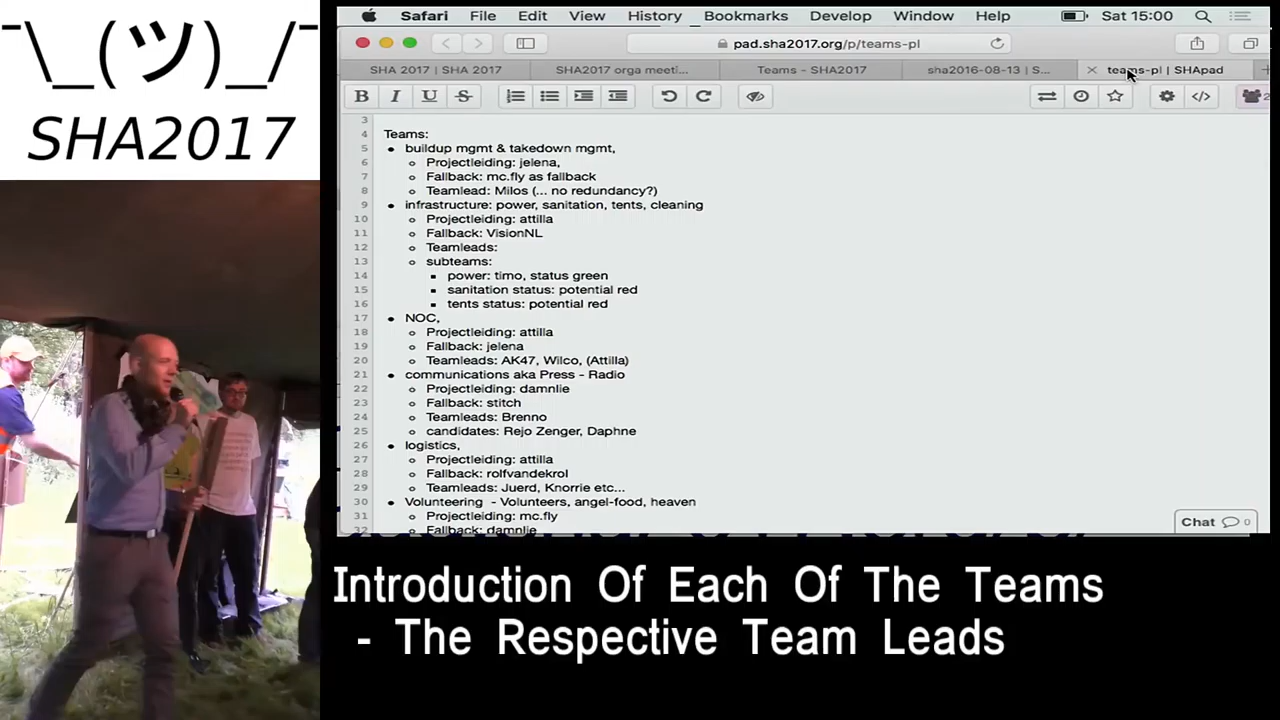 ¯\_(ツ)_/¯
SHA2017
Safari File Edit View History Bookmarks Develop Window Help Sat 15:00
pad.sha2017.org/p/teams-pl
SHA 2017 | SHA 2017 SHA2017 orga meeti... Teams - SHA2017 sha2016-08-13 | S... teams-pl | SHApad
B I U S
3
4 Teams:
5 • buildup mgmt & takedown mgmt,
6 ◦ Projectleiding: jelena,
7 ◦ Fallback: mc.fly as fallback
8 ◦ Teamlead: Milos (... no redundancy?)
9 • infrastructure: power, sanitation, tents, cleaning
10 ◦ Projectleiding: attilla
11 ◦ Fallback: VisionNL
12 ◦ Teamleads:
13 ◦ subteams:
14 ▪ power: timo, status green
15 ▪ sanitation status: potential red
16 ▪ tents status: potential red
17 • NOC,
18 ◦ Projectleiding: attilla
19 ◦ Fallback: jelena
20 ◦ Teamleads: AK47, Wilco, (Attilla)
21 • communications aka Press - Radio
22 ◦ Projectleiding: damnlie
23 ◦ Fallback: stitch
24 ◦ Teamleads: Brenno
25 ◦ candidates: Rejo Zenger, Daphne
26 • logistics,
27 ◦ Projectleiding: attilla
28 ◦ Fallback: rolfvandekrol
29 ◦ Teamleads: Juerd, Knorrie etc...
30 • Volunteering - Volunteers, angel-food, heaven
31 ◦ Projectleiding: mc.fly
32 ◦ Fallback: damnlie
Chat 0
Introduction Of Each Of The Teams
- The Respective Team Leads